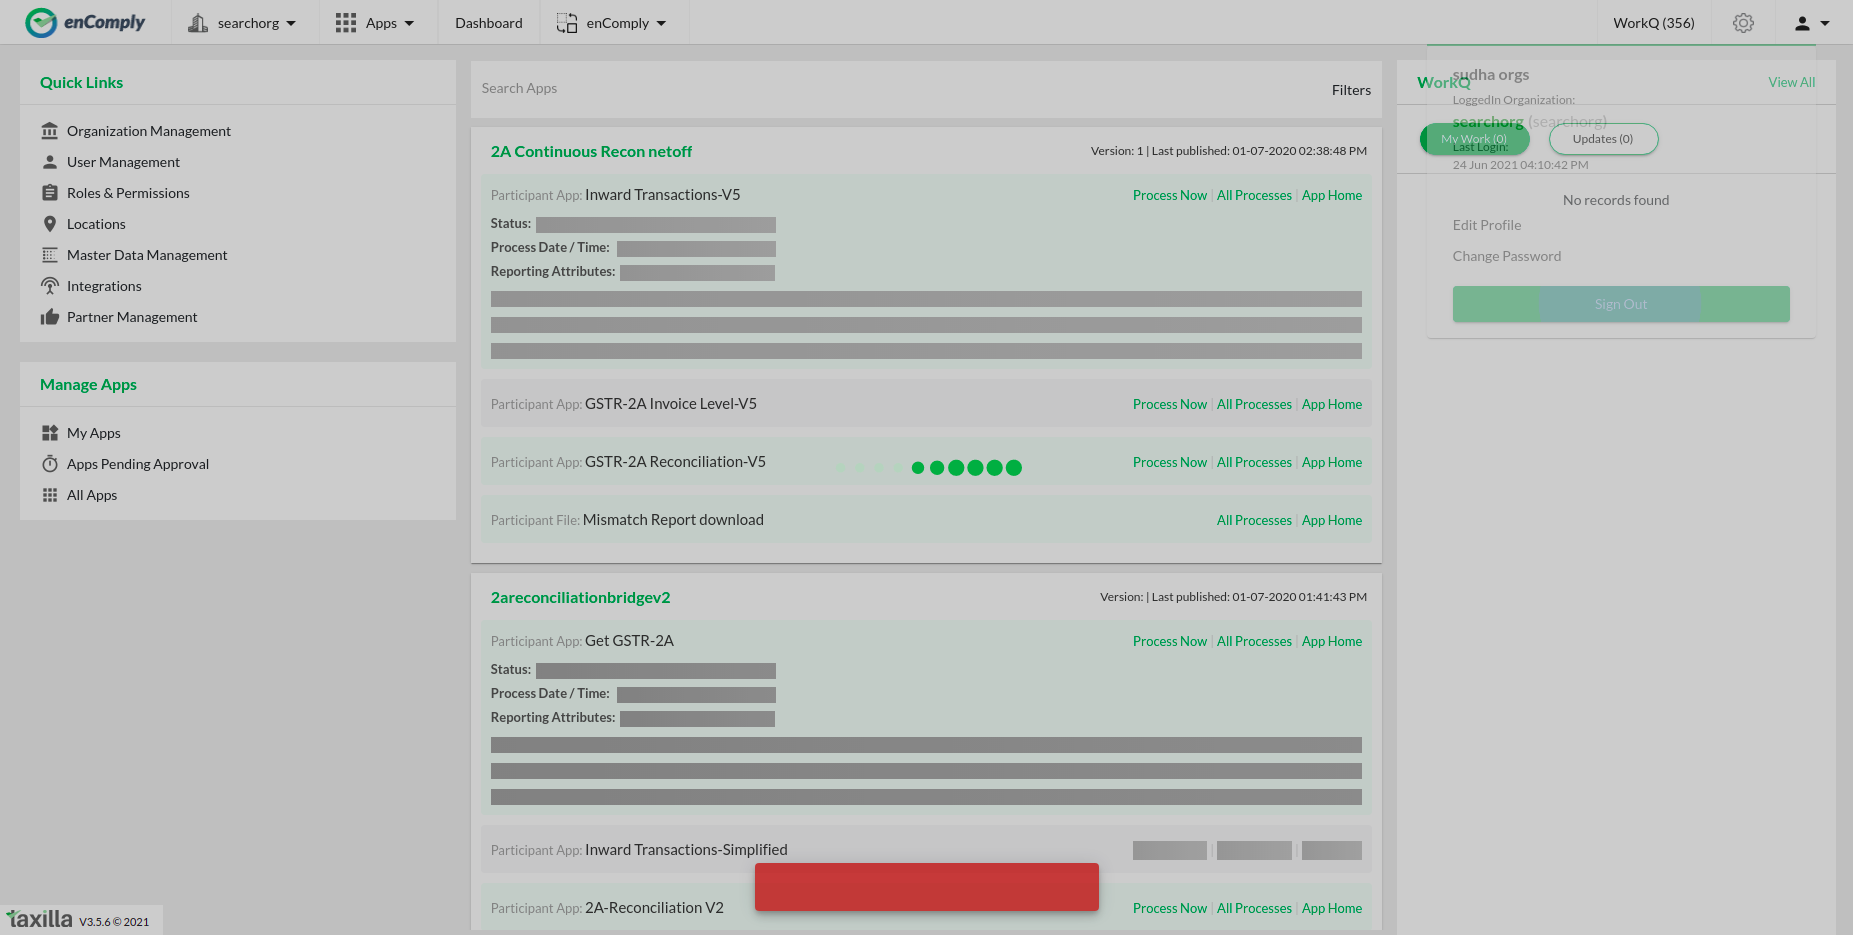 enComply
searchorg
Apps
Dashboard
enComply
WorkQ (356)
Quick Links
Organization Management
User Management
Roles & Permissions
Locations
Master Data Management
Integrations
Partner Management
Manage Apps
My Apps
Apps Pending Approval
All Apps
Search Apps
Filters
2A Continuous Recon netoff
Version: 1 | Last published: 01-07-2020 02:38:48 PM
Participant App: Inward Transactions-V5
Process Now | All Processes | App Home
Status:
Process Date / Time:
Reporting Attributes:
Participant App: GSTR-2A Invoice Level-V5
Process Now | All Processes | App Home
Participant App: GSTR-2A Reconciliation-V5
Process Now | All Processes | App Home
Participant File: Mismatch Report download
All Processes | App Home
2areconciliationbridgev2
Version: | Last published: 01-07-2020 01:41:43 PM
Participant App: Get GSTR-2A
Process Now | All Processes | App Home
Status:
Process Date / Time:
Reporting Attributes:
Participant App: Inward Transactions-Simplified
Participant App: 2A-Reconciliation V2
Process Now | All Processes | App Home
WorkQ
View All
sudha orgs
LoggedIn Organization:
searchorg (searchorg)
My Work (0)
Updates (0)
Last Login:
24 Jun 2021 04:10:42 PM
No records found
Edit Profile
Change Password
Sign Out
taxilla V3.5.6 © 2021